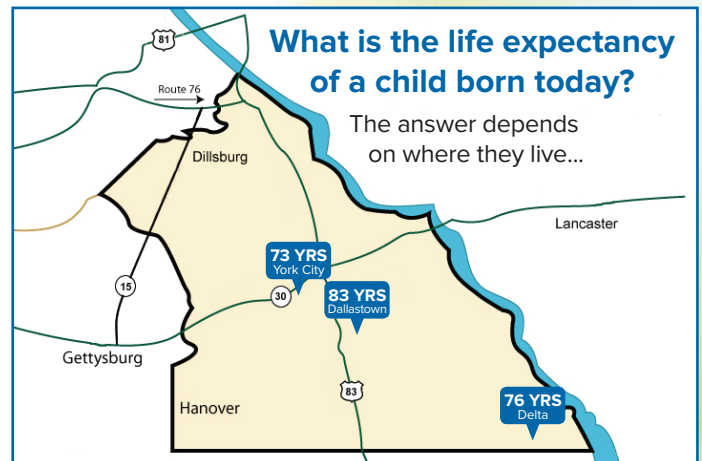 What is the life expectancy
of a child born today?
The answer depends
on where they live...
81
Route 76
Dillsburg
Lancaster
73 YRS
York City
15
30
83 YRS
Dallastown
Gettysburg
83
Hanover
76 YRS
Delta